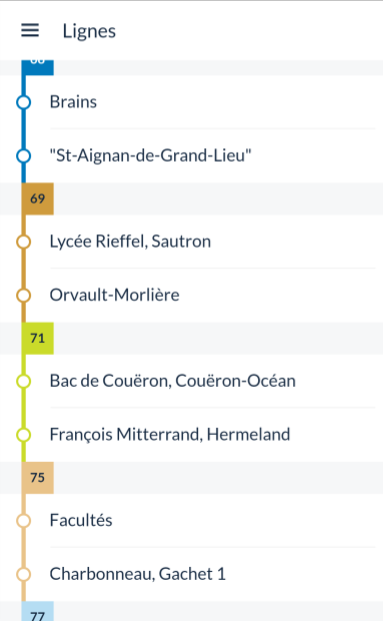 Lignes
Brains
"St-Aignan-de-Grand-Lieu"
69
Lycée Rieffel, Sautron
Orvault-Morlière
71
Bac de Couëron, Couëron-Océan
François Mitterrand, Hermeland
75
Facultés
Charbonneau, Gachet 1
77